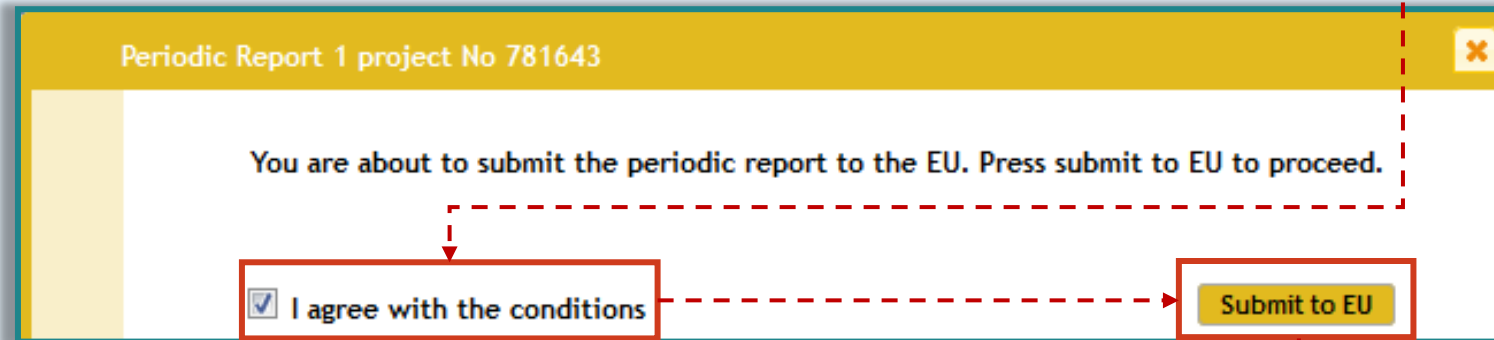 Periodic Report 1 project No 781643
You are about to submit the periodic report to the EU. Press submit to EU to proceed.
I agree with the conditions
Submit to EU